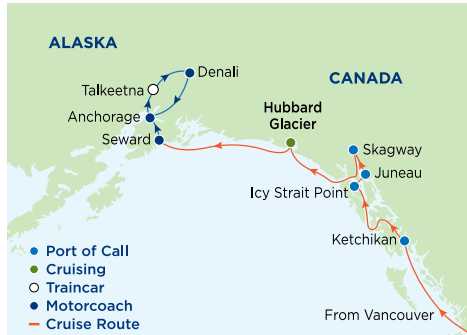 ALASKA
Denali
CANADA
Talkeetna
Anchorage
Hubbard
Glacier
Seward
Skagway
Juneau
Icy Strait Point
Ketchikan
Port of Call
Cruising
Traincar
Motorcoach
Cruise Route
From Vancouver